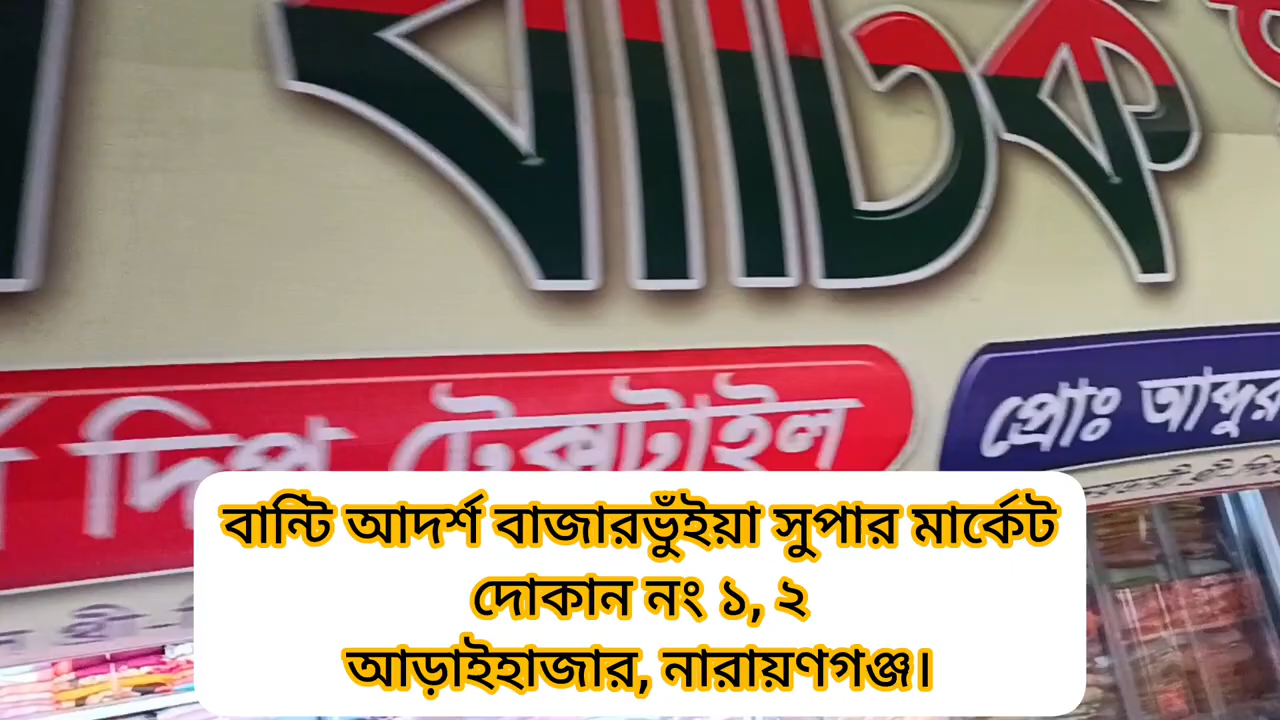 বাটিক
দিপু টেক্সটাইল
প্রোঃ আব্দুর
বান্টি আদর্শ বাজারভুঁইয়া সুপার মার্কেট
দোকান নং ১, ২
আড়াইহাজার, নারায়ণগঞ্জ।